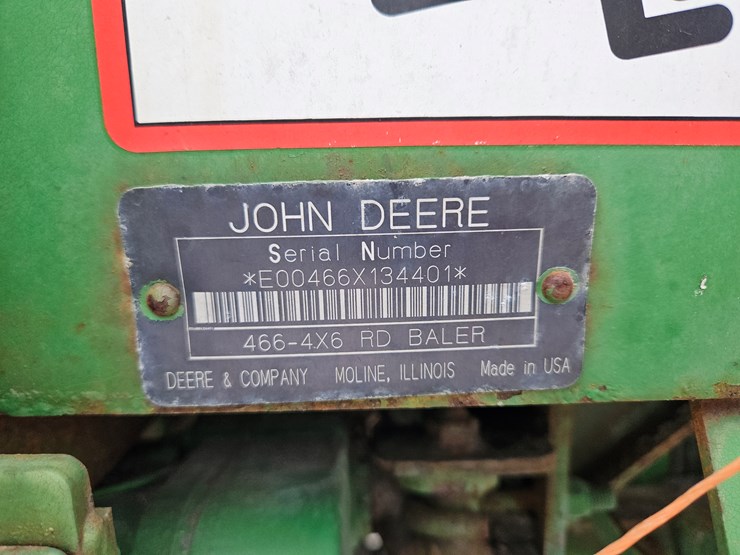 JOHN DEERE
Serial Number
*E00466X134401*
466-4X6 RD BALER
DEERE & COMPANY MOLINE, ILLINOIS Made in USA